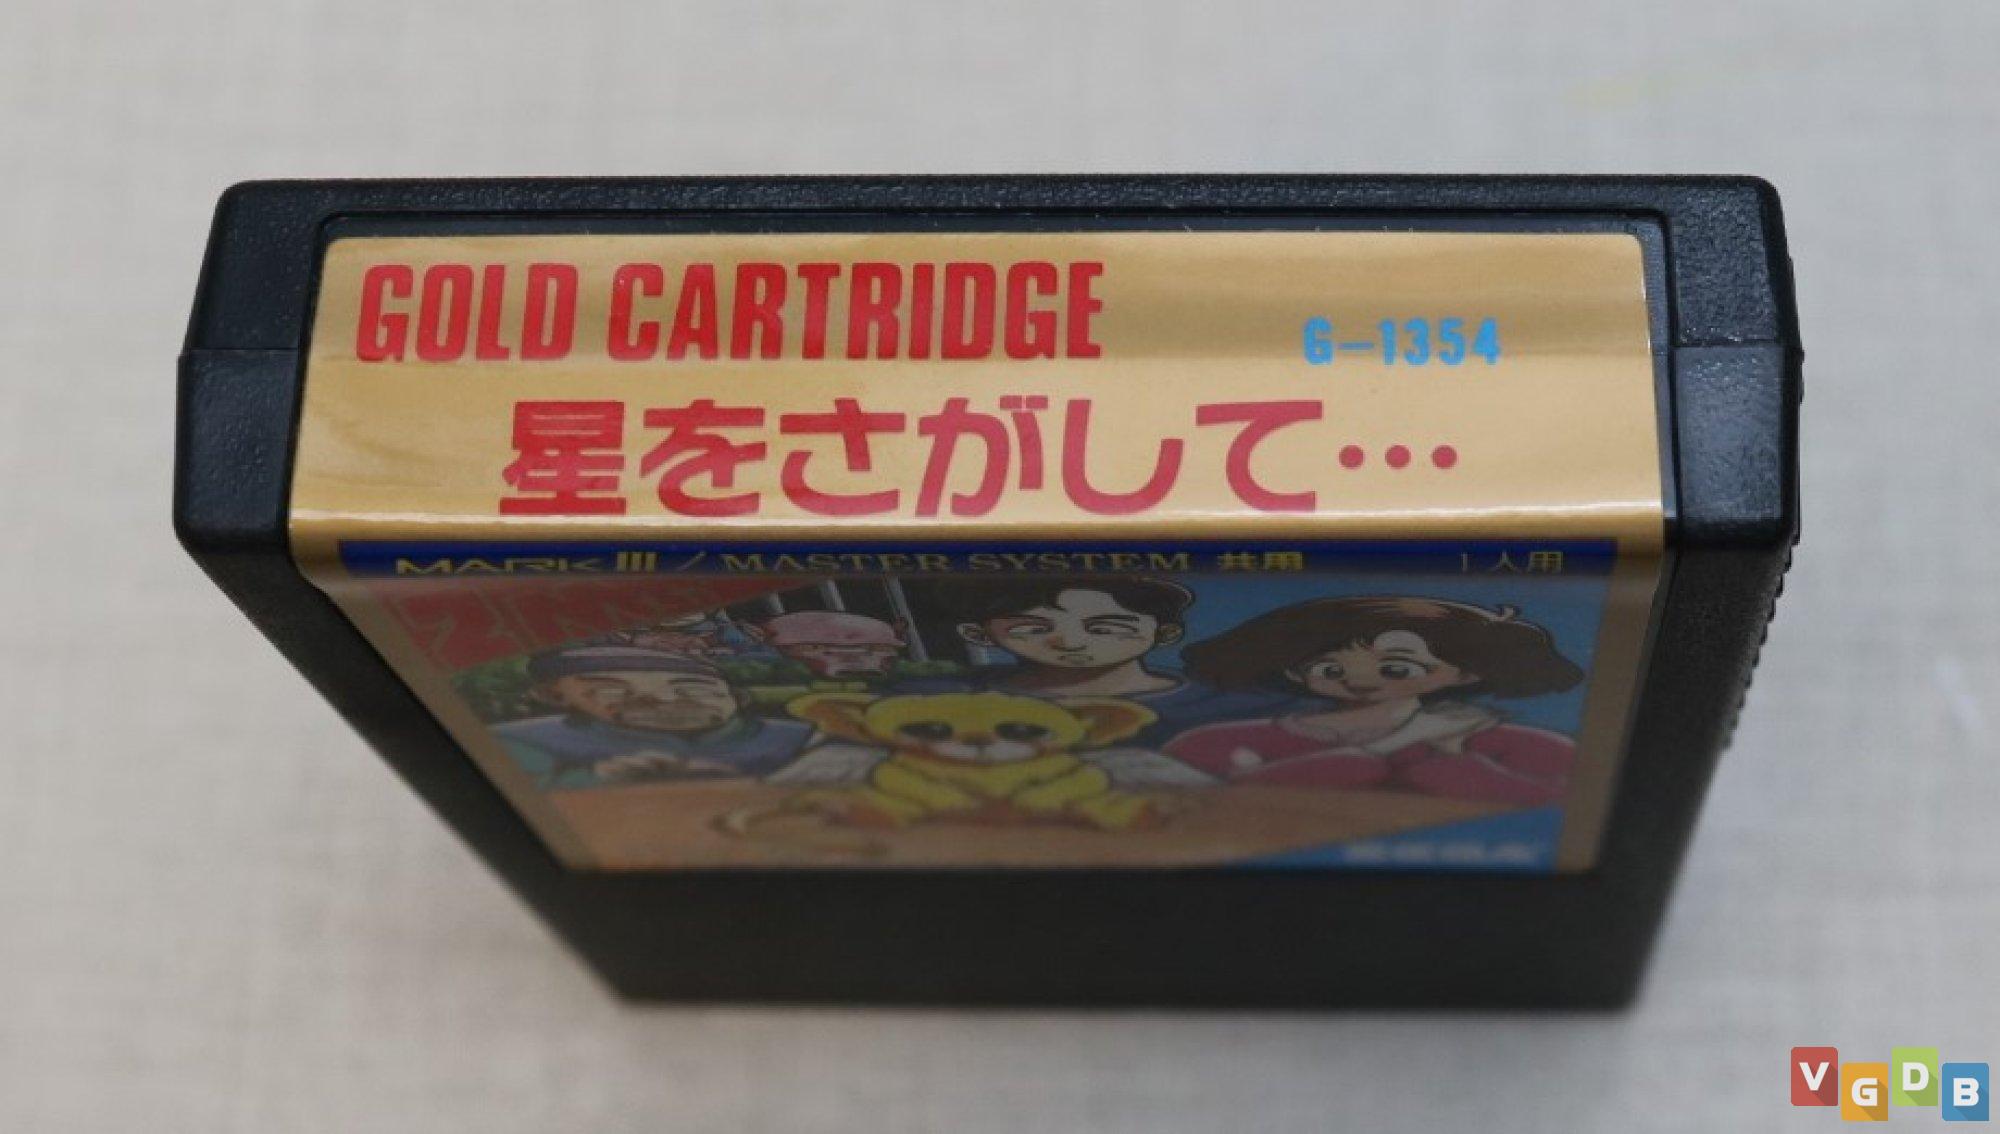 GOLD CARTRIDGE
G-1354
星をさがして・・・
MARK III / MASTER SYSTEM 共用 1人用
SEGA
VGDB